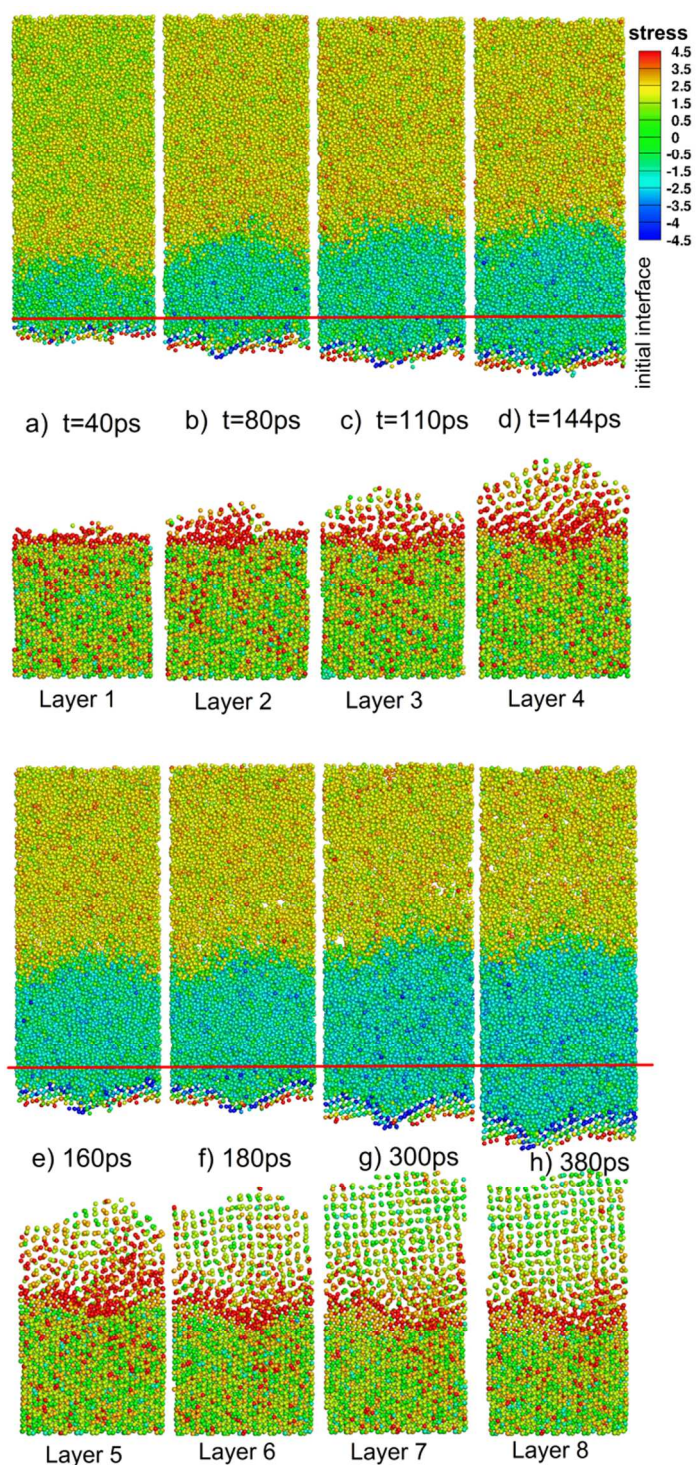 stress
4.5
3.5
2.5
1.5
0.5
-0.5
-1.5
-2.5
-3.5
-4
-4.5
initial interface
a) t=40ps b) t=80ps c) t=110ps d) t=144ps
Layer 1 Layer 2 Layer 3 Layer 4
e) 160ps f) 180ps g) 300ps h) 380ps
Layer 5 Layer 6 Layer 7 Layer 8